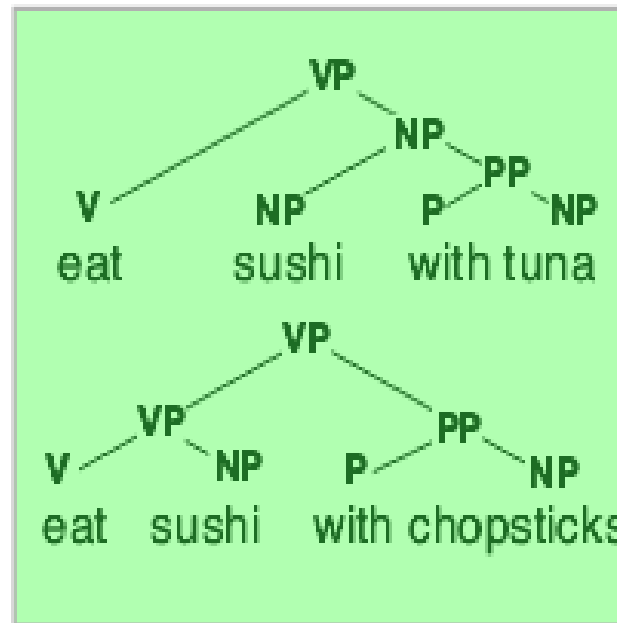 VP
NP
PP
V NP P NP
eat sushi with tuna
VP
VP PP
V NP P NP
eat sushi with chopsticks